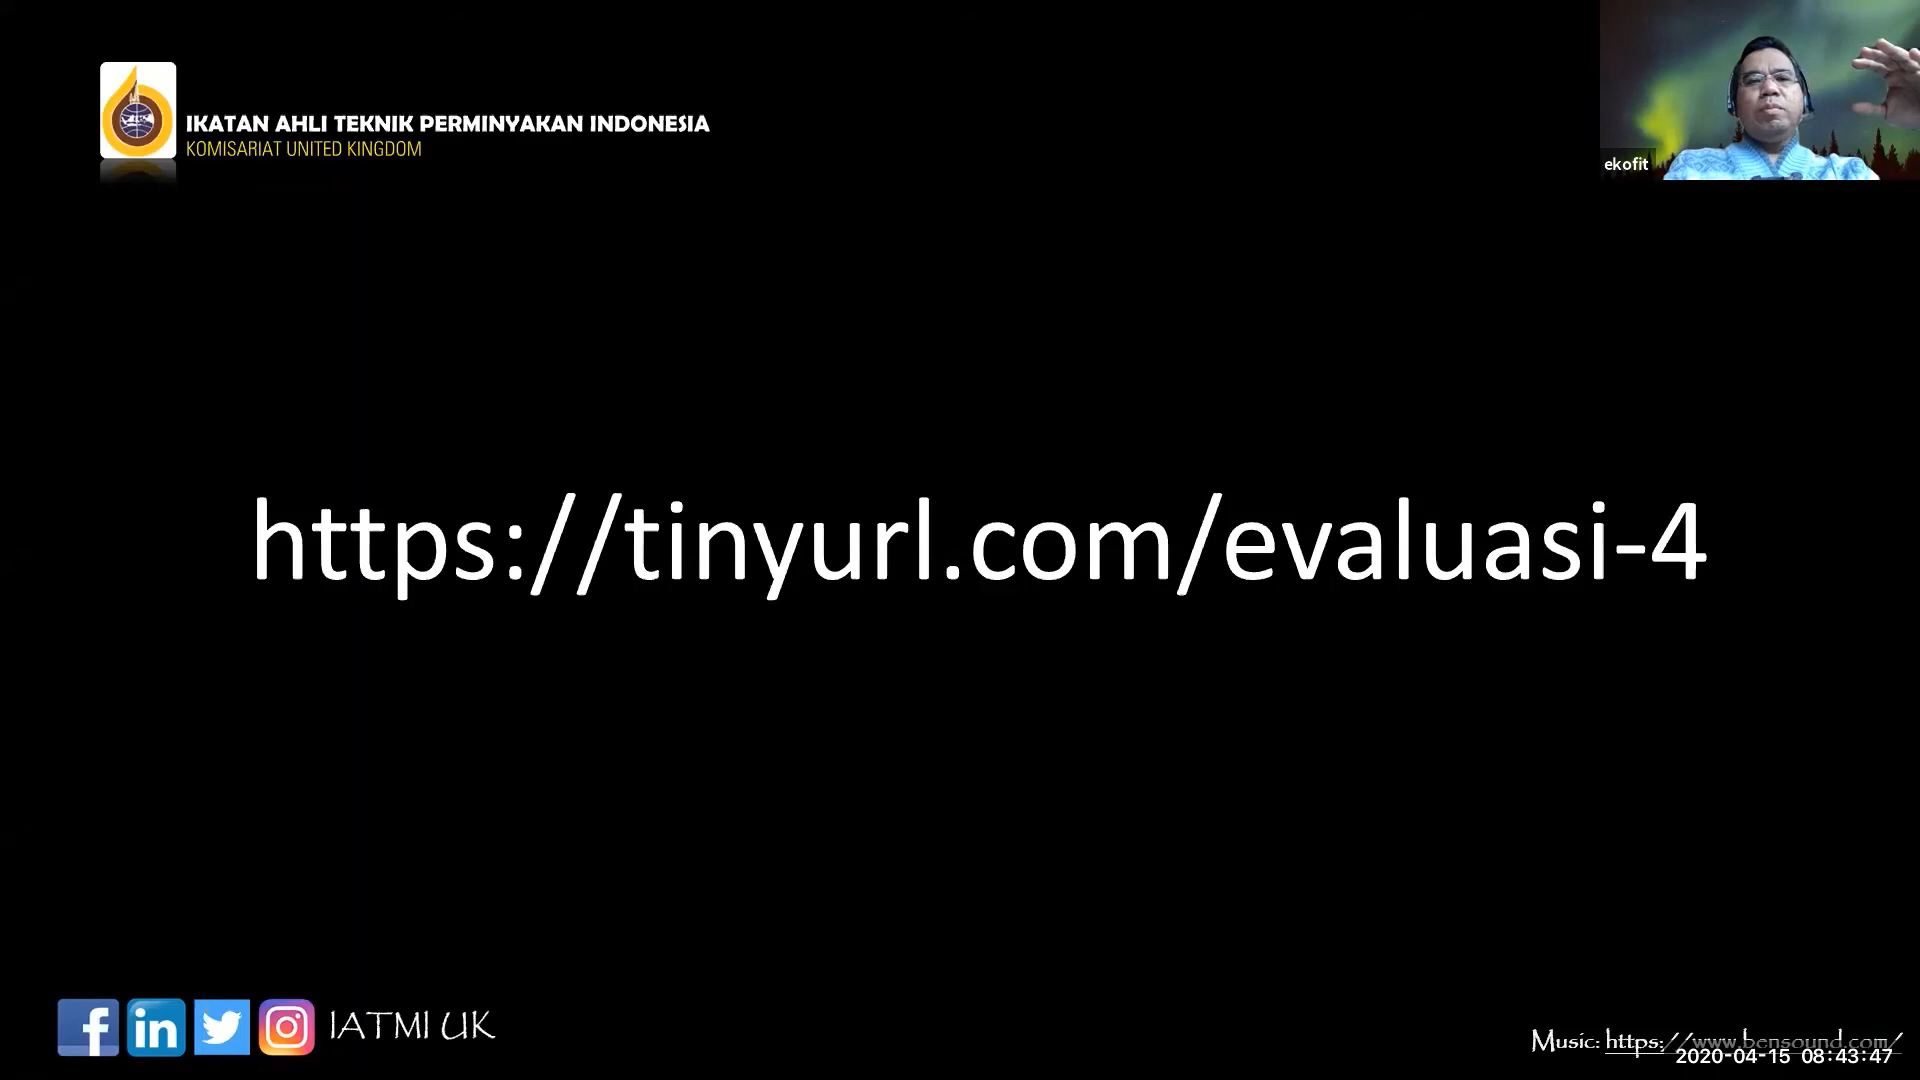 IKATAN AHLI TEKNIK PERMINYAKAN INDONESIA
KOMISARIAT UNITED KINGDOM
ekofit
https://tinyurl.com/evaluasi-4
IATMI UK
Music: https://www.bensound.com/
2020-04-15 08:43:47